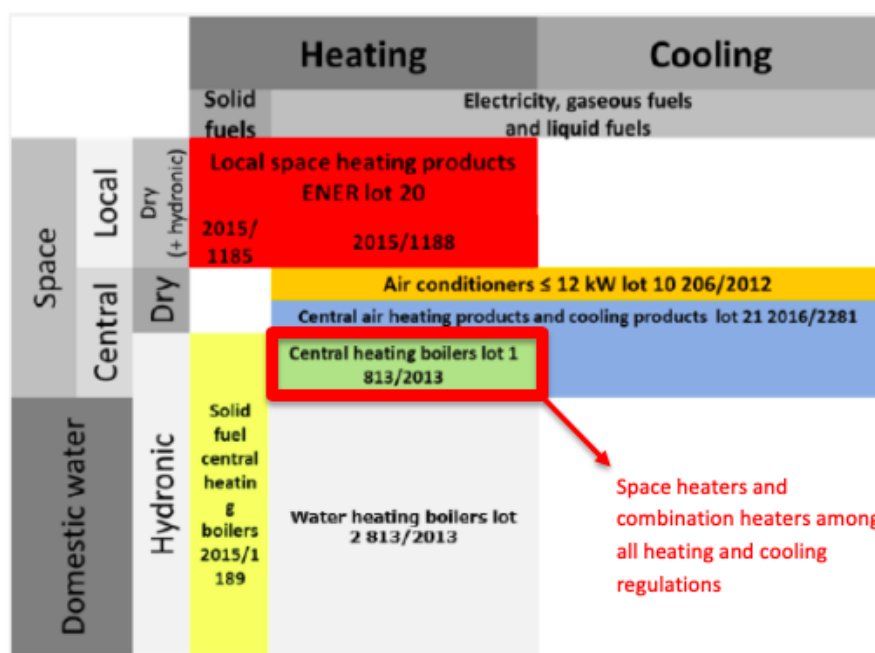 Heating
Cooling
Solid
fuels
Electricity, gaseous fuels
and liquid fuels
Space
Local
Dry
(+ hydronic)
Local space heating products
ENER lot 20
2015/
1185
2015/1188
Central
Dry
Air conditioners ≤ 12 kW lot 10 206/2012
Central air heating products and cooling products lot 21 2016/2281
Hydronic
Central heating boilers lot 1
813/2013
Domestic water
Solid
fuel
central
heatin
g
boilers
2015/1
189
Water heating boilers lot
2 813/2013
Space heaters and
combination heaters among
all heating and cooling
regulations